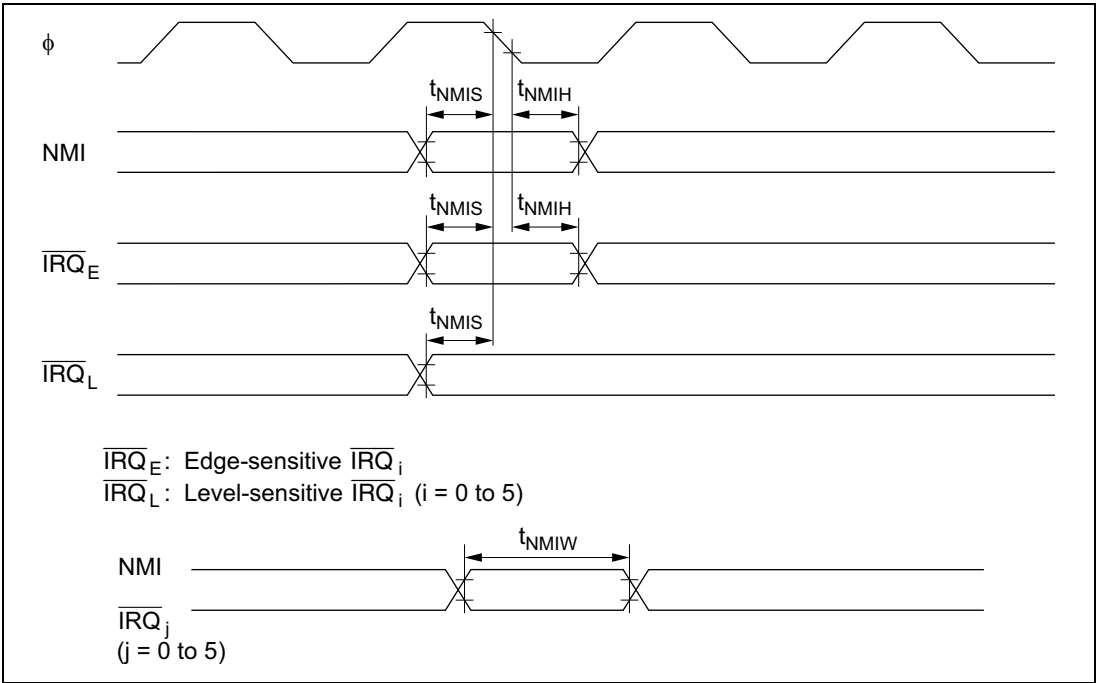 ϕ
tNMIS tNMIH
NMI
tNMIS tNMIH
IRQE
tNMIS
IRQL
IRQE: Edge-sensitive IRQi
IRQL: Level-sensitive IRQi (i = 0 to 5)
tNMIW
NMI
IRQj
(j = 0 to 5)